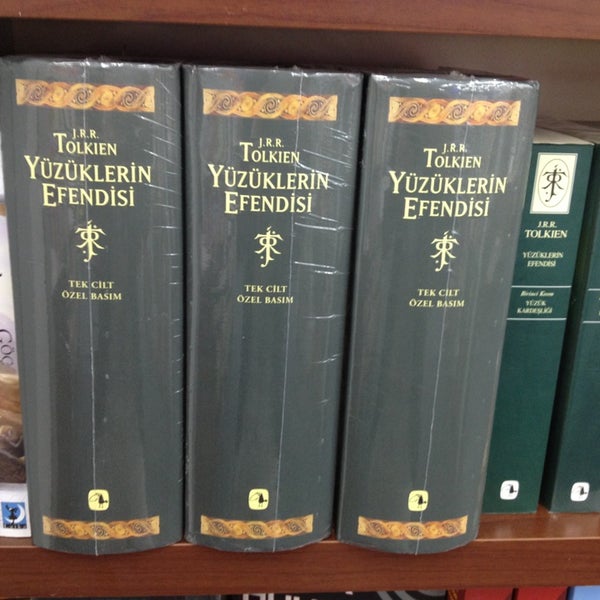 J.R.R.
TOLKIEN
YÜZÜKLERİN
EFENDİSİ
TEK CİLT
ÖZEL BASIM
J.R.R.
TOLKIEN
YÜZÜKLERİN
EFENDİSİ
TEK CİLT
ÖZEL BASIM
J.R.R.
TOLKIEN
YÜZÜKLERİN
EFENDİSİ
TEK CİLT
ÖZEL BASIM
J.R.R.
TOLKIEN
YÜZÜKLERİN
EFENDİSİ
Birinci Kısım
YÜZÜK
KARDEŞLİĞİ